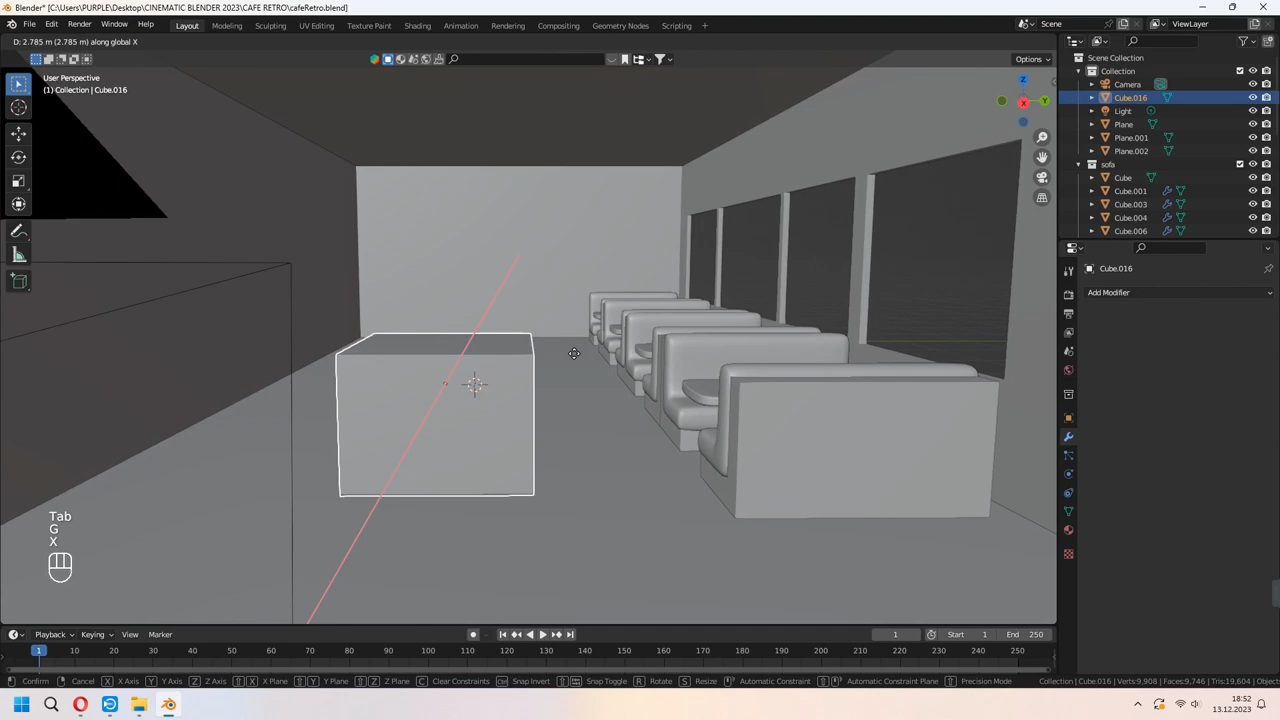 Blender* [C:\Users\PURPLE\Desktop\CINEMATIC BLENDER 2023\CAFE RETRO\cafeRetro.blend]
File Edit Render Window Help Layout Modeling Sculpting UV Editing Texture Paint Shading Animation Rendering Compositing Geometry Nodes Scripting + Scene ViewLayer
D: 2.785 m (2.785 m) along global X
Options
User Perspective
(1) Collection | Cube.016
Z
Y
X
Scene Collection
Collection
Camera
Cube.016
Light
Plane
Plane.001
Plane.002
sofa
Cube
Cube.001
Cube.003
Cube.004
Cube.006
Cube.016
Add Modifier
Tab
G
X
Playback Keying View Marker 1 Start 1 End 250
1 10 20 30 40 50 60 70 80 90 100 110 120 130 140 150 160 170 180 190 200 210 220 230 240 250
Confirm Cancel X X Axis Y Y Axis Z Z Axis X X Plane Y Y Plane Z Z Plane C Clear Constraints Ctrl Snap Invert Snap Toggle G Move R Rotate S Resize Automatic Constraint Automatic Constraint Plane Precision Mode Collection | Cube.016 Verts:9,908 Faces:9,746 Tris:19,604 Objects
18:52
13.12.2023